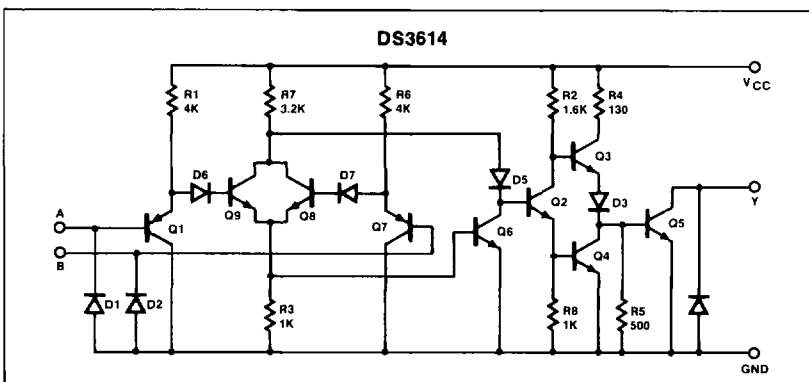 DS3614
VCC
R1
4K
R7
3.2K
R6
4K
R2
1.6K
R4
130
Q3
D6
D7
D5
D3
Y
A
Q1
Q9
Q8
Q7
Q6
Q2
Q5
B
Q4
D1
D2
R3
1K
R8
1K
R5
500
GND